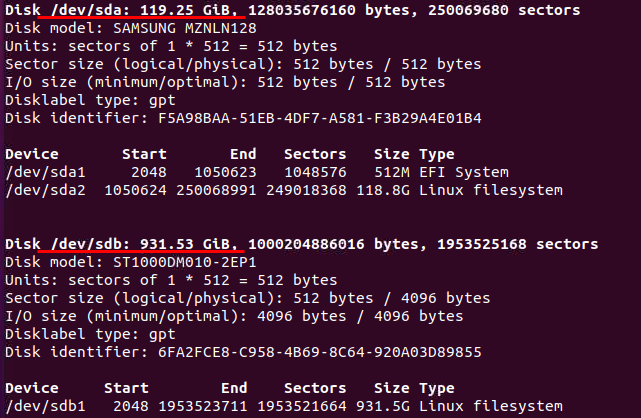 Disk /dev/sda: 119.25 GiB, 128035676160 bytes, 250069680 sectors
Disk model: SAMSUNG MZNLN128
Units: sectors of 1 * 512 = 512 bytes
Sector size (logical/physical): 512 bytes / 512 bytes
I/O size (minimum/optimal): 512 bytes / 512 bytes
Disklabel type: gpt
Disk identifier: F5A98BAA-51EB-4DF7-A581-F3B29A4E01B4
Device Start End Sectors Size Type
/dev/sda1 2048 1050623 1048576 512M EFI System
/dev/sda2 1050624 250068991 249018368 118.8G Linux filesystem
Disk /dev/sdb: 931.53 GiB, 1000204886016 bytes, 1953525168 sectors
Disk model: ST1000DM010-2EP1
Units: sectors of 1 * 512 = 512 bytes
Sector size (logical/physical): 512 bytes / 4096 bytes
I/O size (minimum/optimal): 4096 bytes / 4096 bytes
Disklabel type: gpt
Disk identifier: 6FA2FCE8-C958-4B69-8C64-920A03D89855
Device Start End Sectors Size Type
/dev/sdb1 2048 1953523711 1953521664 931.5G Linux filesystem